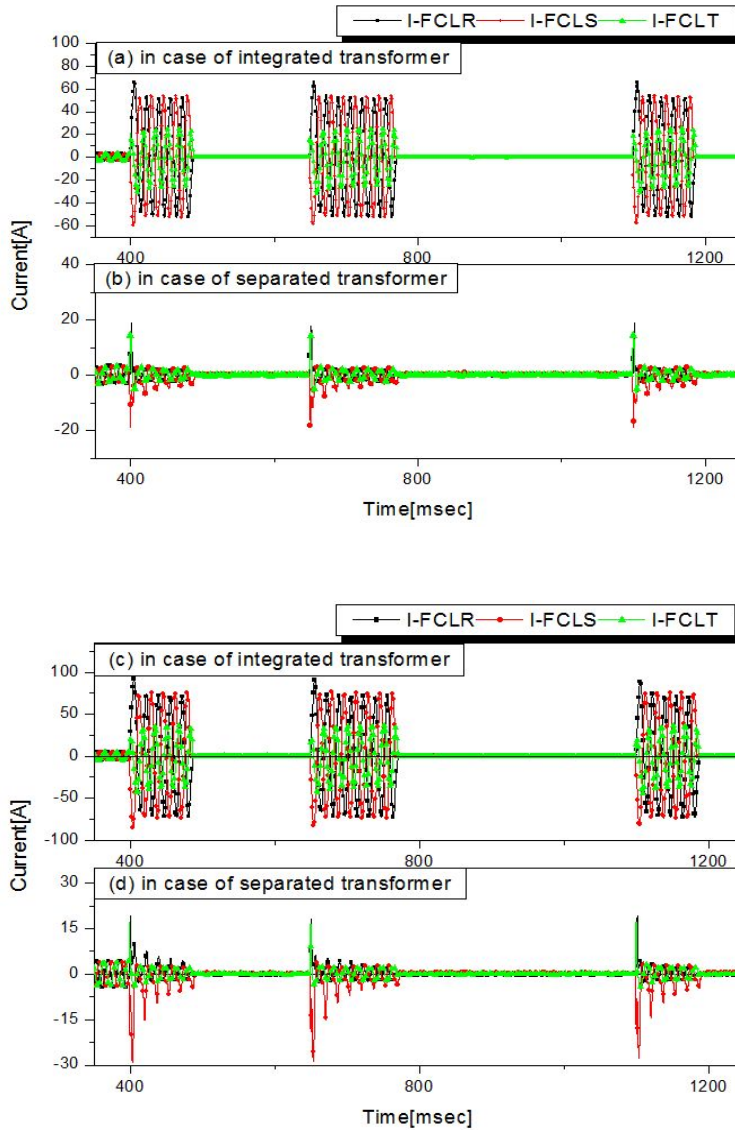 I-FCLR I-FCLS I-FCLT
(a) in case of integrated transformer
100
80
60
40
20
0
-20
-40
-60
400 800 1200
(b) in case of separated transformer
40
20
0
-20
Current[A]
400 800 1200
Time[msec]
I-FCLR I-FCLS I-FCLT
(c) in case of integrated transformer
100
50
0
-50
-100
400 800 1200
(d) in case of separated transformer
30
15
0
-15
-30
Current[A]
400 800 1200
Time[msec]